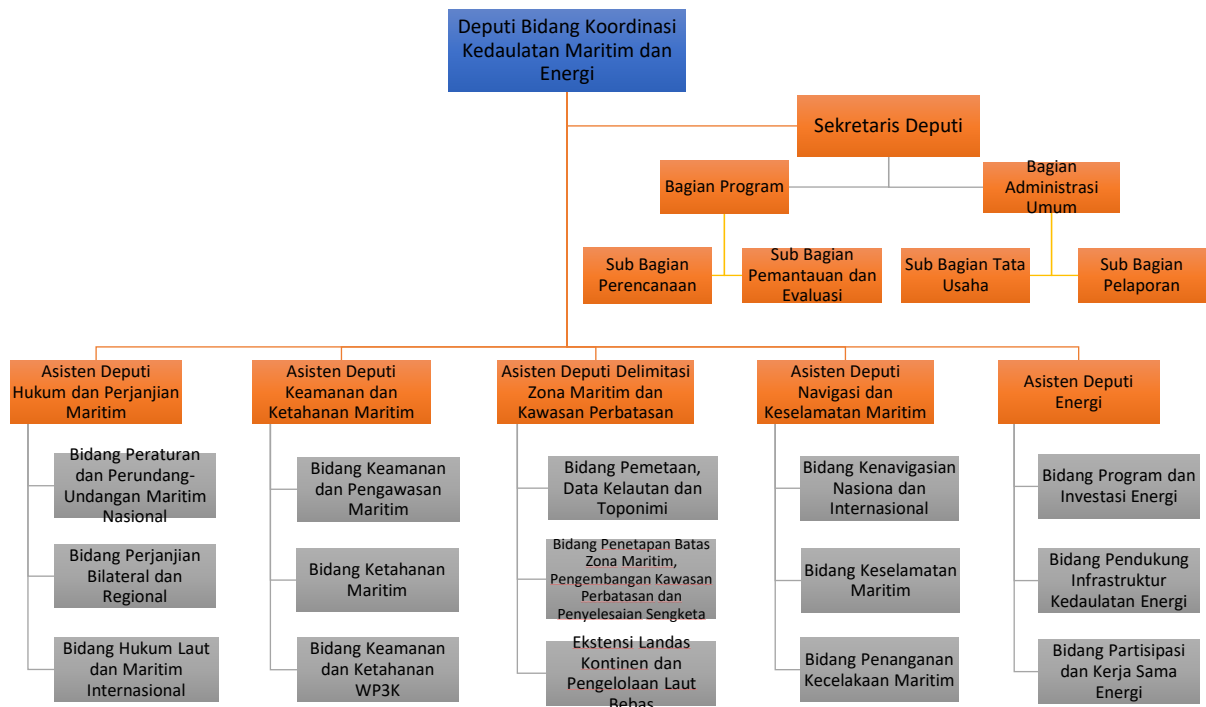 Deputi Bidang Koordinasi
Kedaulatan Maritim dan
Energi
Sekretaris Deputi
Bagian Program
Bagian
Administrasi
Umum
Sub Bagian
Perencanaan
Sub Bagian
Pemantauan dan
Evaluasi
Sub Bagian Tata
Usaha
Sub Bagian
Pelaporan
Asisten Deputi
Hukum dan Perjanjian
Maritim
Bidang Peraturan
dan Perundang-
Undangan Maritim
Nasional
Bidang Perjanjian
Bilateral dan
Regional
Bidang Hukum Laut
dan Maritim
Internasional
Asisten Deputi
Keamanan dan
Ketahanan Maritim
Bidang Keamanan
dan Pengawasan
Maritim
Bidang Ketahanan
Maritim
Bidang Keamanan
dan Ketahanan
WP3K
Asisten Deputi Delimitasi
Zona Maritim dan
Kawasan Perbatasan
Bidang Pemetaan,
Data Kelautan dan
Toponimi
Bidang Penetapan Batas
Zona Maritim,
Pengembangan Kawasan
Perbatasan dan
Penyelesaian Sengketa
Ekstensi Landas
Kontinen dan
Pengelolaan Laut
Bebas
Asisten Deputi
Navigasi dan
Keselamatan Maritim
Bidang Kenavigasian
Nasiona dan
Internasional
Bidang Keselamatan
Maritim
Bidang Penanganan
Kecelakaan Maritim
Asisten Deputi
Energi
Bidang Program dan
Investasi Energi
Bidang Pendukung
Infrastruktur
Kedaulatan Energi
Bidang Partisipasi
dan Kerja Sama
Energi